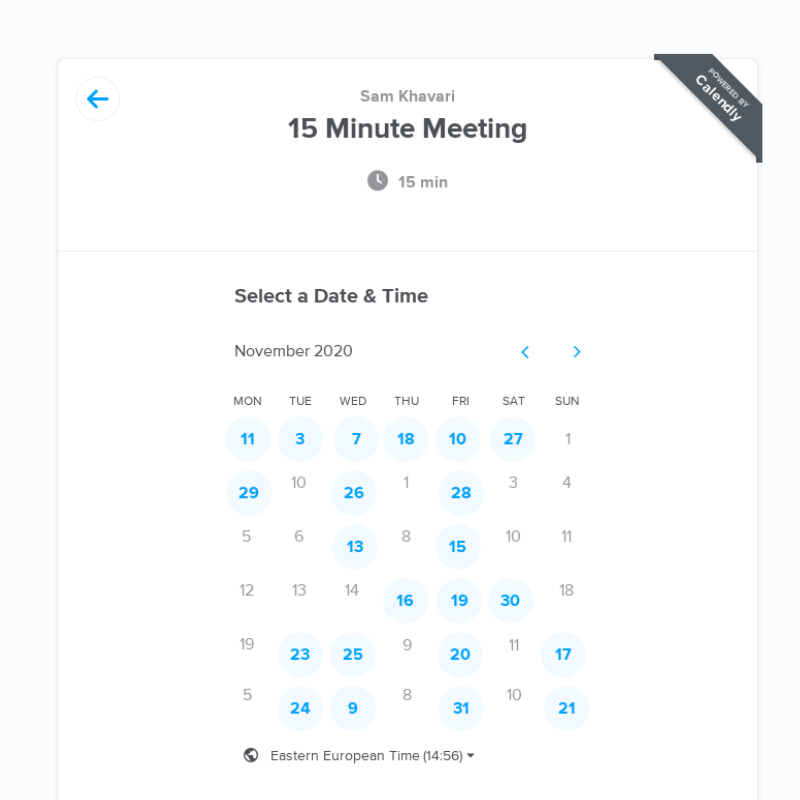 POWERED BY
Calendly
Sam Khavari
15 Minute Meeting
15 min
Select a Date & Time
November 2020
MON TUE WED THU FRI SAT SUN
11 3 7 18 10 27 1
29 10 26 1 28 3 4
5 6 13 8 15 10 11
12 13 14 16 19 30 18
19 23 25 9 20 11 17
5 24 9 8 31 10 21
Eastern European Time (14:56)